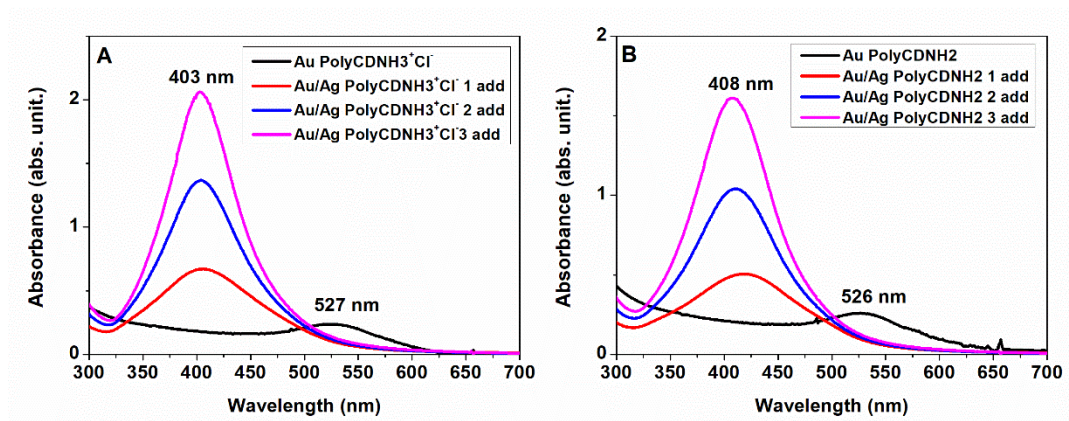 A
403 nm
527 nm
Au PolyCDNH3⁺Cl⁻
Au/Ag PolyCDNH3⁺Cl⁻ 1 add
Au/Ag PolyCDNH3⁺Cl⁻ 2 add
Au/Ag PolyCDNH3⁺Cl⁻3 add
Absorbance (abs. unit.)
2
1
0
300 350 400 450 500 550 600 650 700
Wavelength (nm)
B
408 nm
526 nm
Au PolyCDNH2
Au/Ag PolyCDNH2 1 add
Au/Ag PolyCDNH2 2 add
Au/Ag PolyCDNH2 3 add
Absorbance (abs. unit.)
2
1
0
300 350 400 450 500 550 600 650 700
Wavelength (nm)